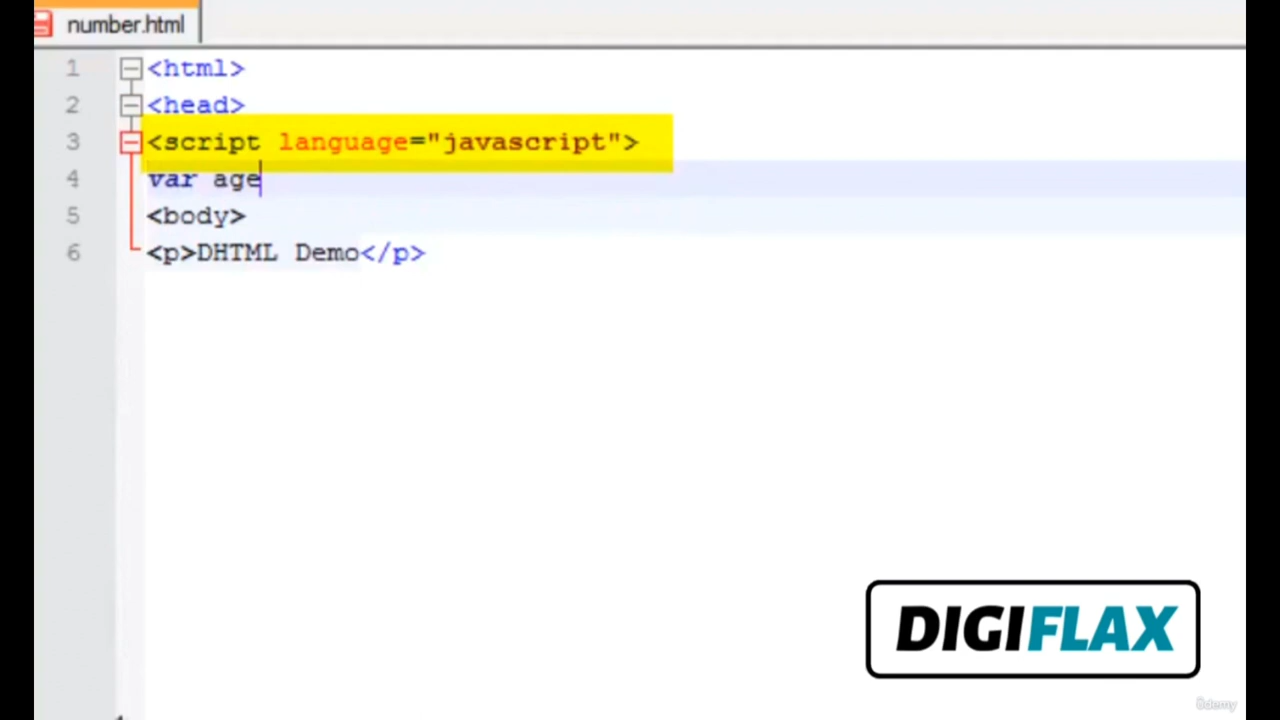 number.html
1 <html>
2 <head>
3 <script language="javascript">
4 var age
5 <body>
6 <p>DHTML Demo</p>
DIGIFLAX
ûdemy